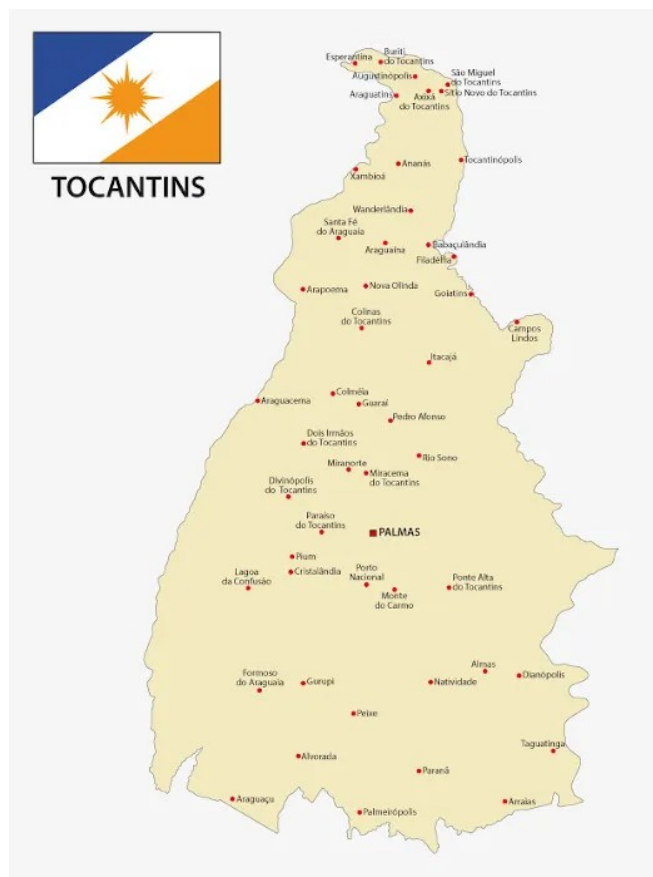 TOCANTINS
Esperantina
Buriti
do Tocantins
Augustinópolis
São Miguel
do Tocantins
Araguatins
Axixá
do Tocantins
Sítio Novo do Tocantins
Ananás
Tocantinópolis
Xambioá
Wanderlândia
Santa Fé
do Araguaia
Araguaína
Babaçulândia
Filadélfia
Arapoema
Nova Olinda
Goiatins
Colinas
do Tocantins
Campos
Lindos
Itacajá
Colméia
Araguacema
Guaraí
Pedro Afonso
Dois Irmãos
do Tocantins
Rio Sono
Miranorte
Miracema
do Tocantins
Divinópolis
do Tocantins
Paraíso
do Tocantins
PALMAS
Pium
Cristalândia
Lagoa
da Confusão
Porto
Nacional
Monte
do Carmo
Ponte Alta
do Tocantins
Almas
Dianópolis
Formoso
do Araguaia
Gurupi
Natividade
Peixe
Taguatinga
Alvorada
Paranã
Araguaçu
Arraias
Palmeirópolis